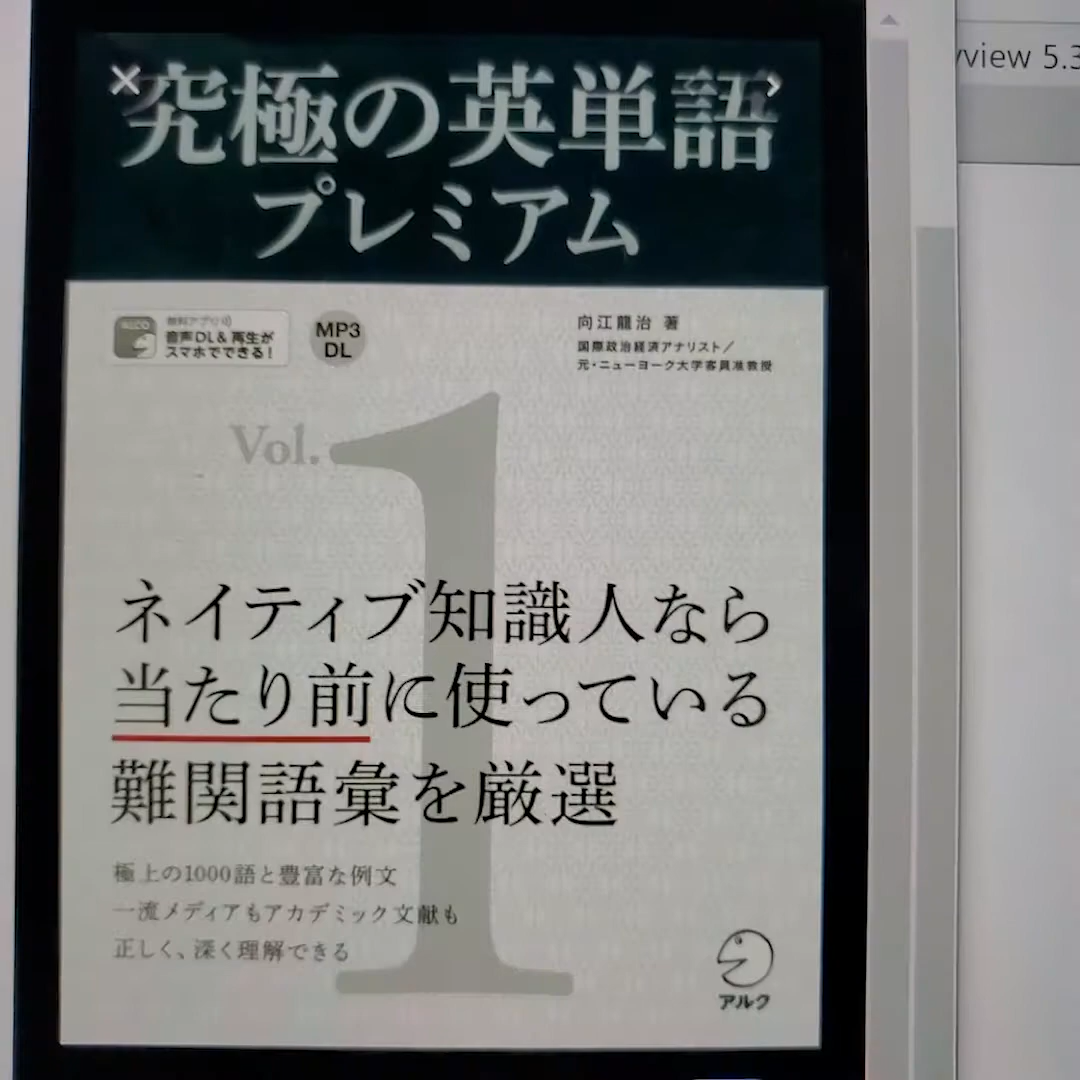 究極の英単語
プレミアム
無料アプリ
音声DL&再生が
スマホでできる!
MP3
DL
向江龍治 著
国際政治経済アナリスト/
元・ニューヨーク大学客員准教授
Vol.1
ネイティブ知識人なら
当たり前に使っている
難関語彙を厳選
極上の1000語と豊富な例文
一流メディアもアカデミック文献も
正しく、深く理解できる
アルク
view 5.3